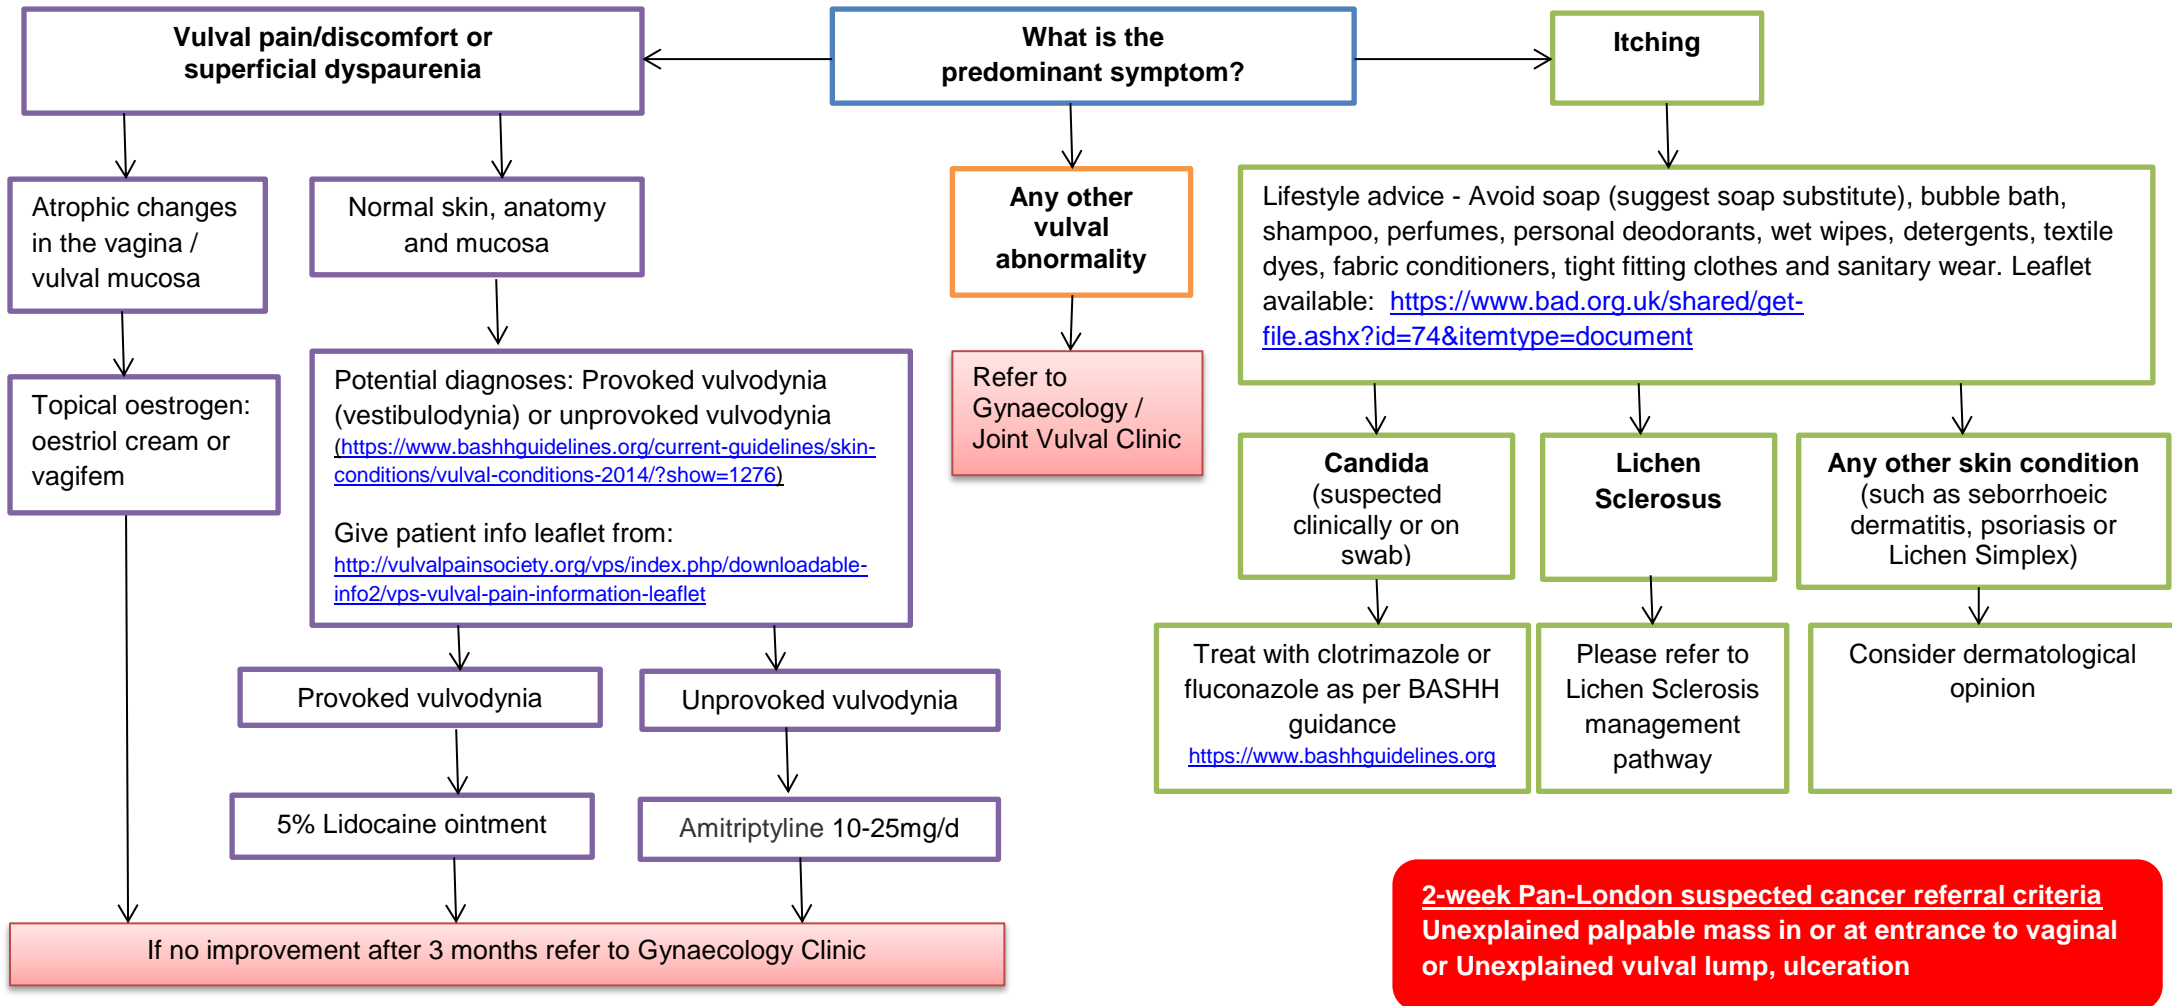 Vulval pain/discomfort or
superficial dyspaurenia
What is the
predominant symptom?
Itching
Atrophic changes
in the vagina /
vulval mucosa
Normal skin, anatomy
and mucosa
Any other
vulval
abnormality
Lifestyle advice - Avoid soap (suggest soap substitute), bubble bath,
shampoo, perfumes, personal deodorants, wet wipes, detergents, textile
dyes, fabric conditioners, tight fitting clothes and sanitary wear. Leaflet
available: https://www.bad.org.uk/shared/get-
file.ashx?id=74&itemtype=document
Topical oestrogen:
oestriol cream or
vagifem
Potential diagnoses: Provoked vulvodynia
(vestibulodynia) or unprovoked vulvodynia
(https://www.bashhguidelines.org/current-guidelines/skin-
conditions/vulval-conditions-2014/?show=1276)
Give patient info leaflet from:
http://vulvalpainsociety.org/vps/index.php/downloadable-
info2/vps-vulval-pain-information-leaflet
Refer to
Gynaecology /
Joint Vulval Clinic
Candida
(suspected
clinically or on
swab)
Lichen
Sclerosus
Any other skin condition
(such as seborrhoeic
dermatitis, psoriasis or
Lichen Simplex)
Treat with clotrimazole or
fluconazole as per BASHH
guidance
https://www.bashhguidelines.org
Please refer to
Lichen Sclerosis
management
pathway
Consider dermatological
opinion
Provoked vulvodynia
Unprovoked vulvodynia
5% Lidocaine ointment
Amitriptyline 10-25mg/d
If no improvement after 3 months refer to Gynaecology Clinic
2-week Pan-London suspected cancer referral criteria
Unexplained palpable mass in or at entrance to vaginal
or Unexplained vulval lump, ulceration